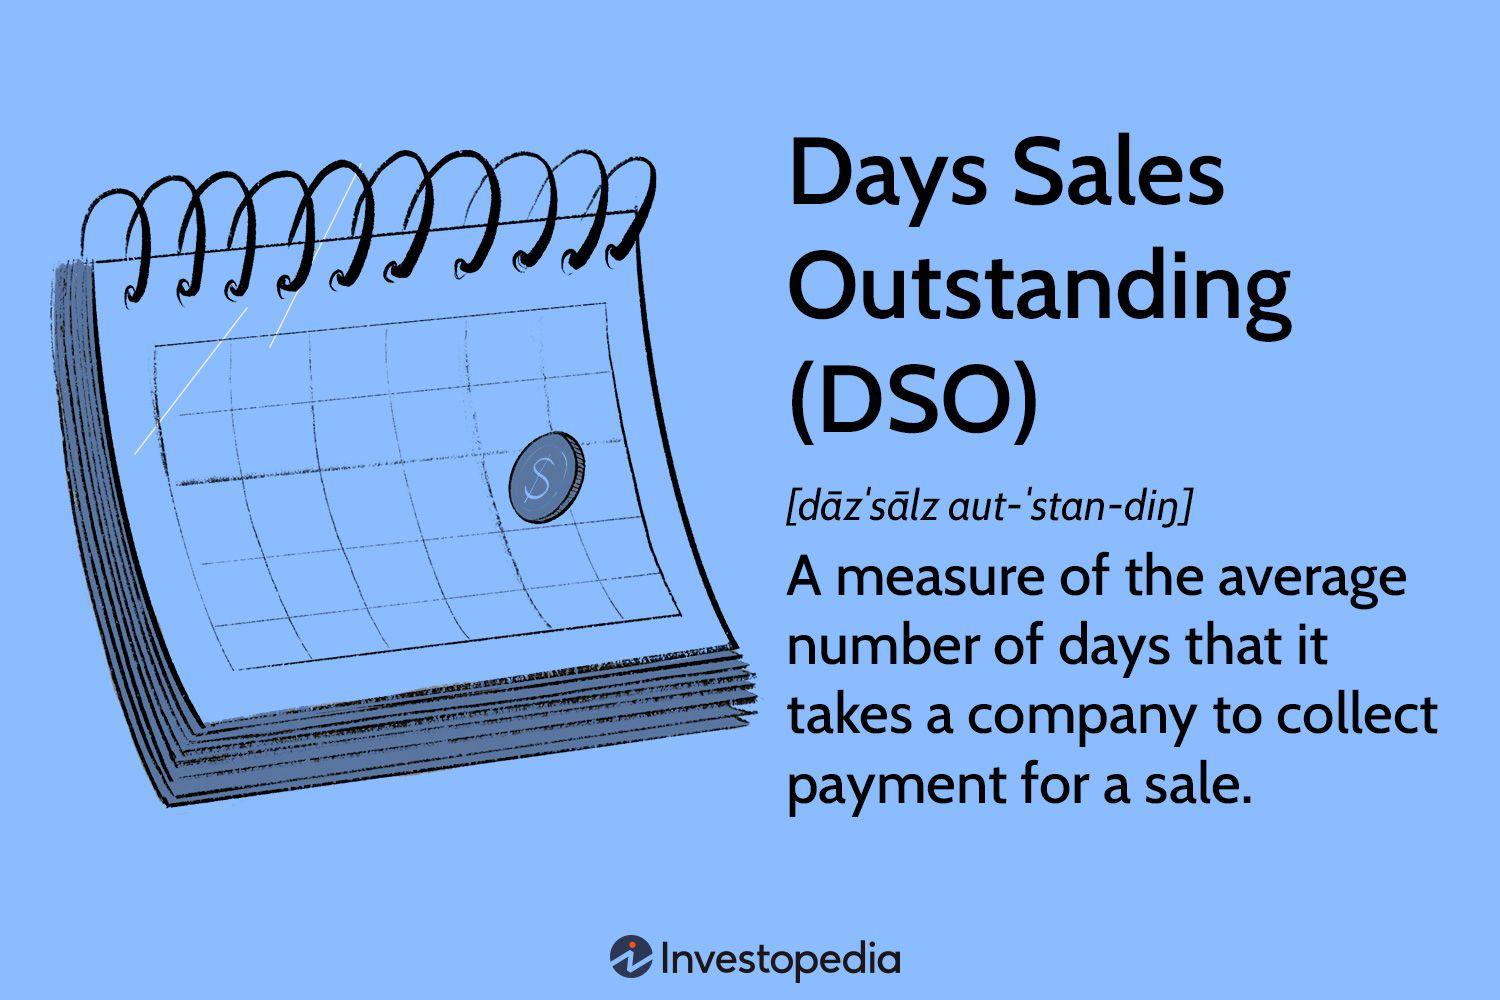 Days Sales
Outstanding
(DSO)
[dāzˈsālz aut-ˈstan-diŋ]
A measure of the average
number of days that it
takes a company to collect
payment for a sale.
$
Investopedia